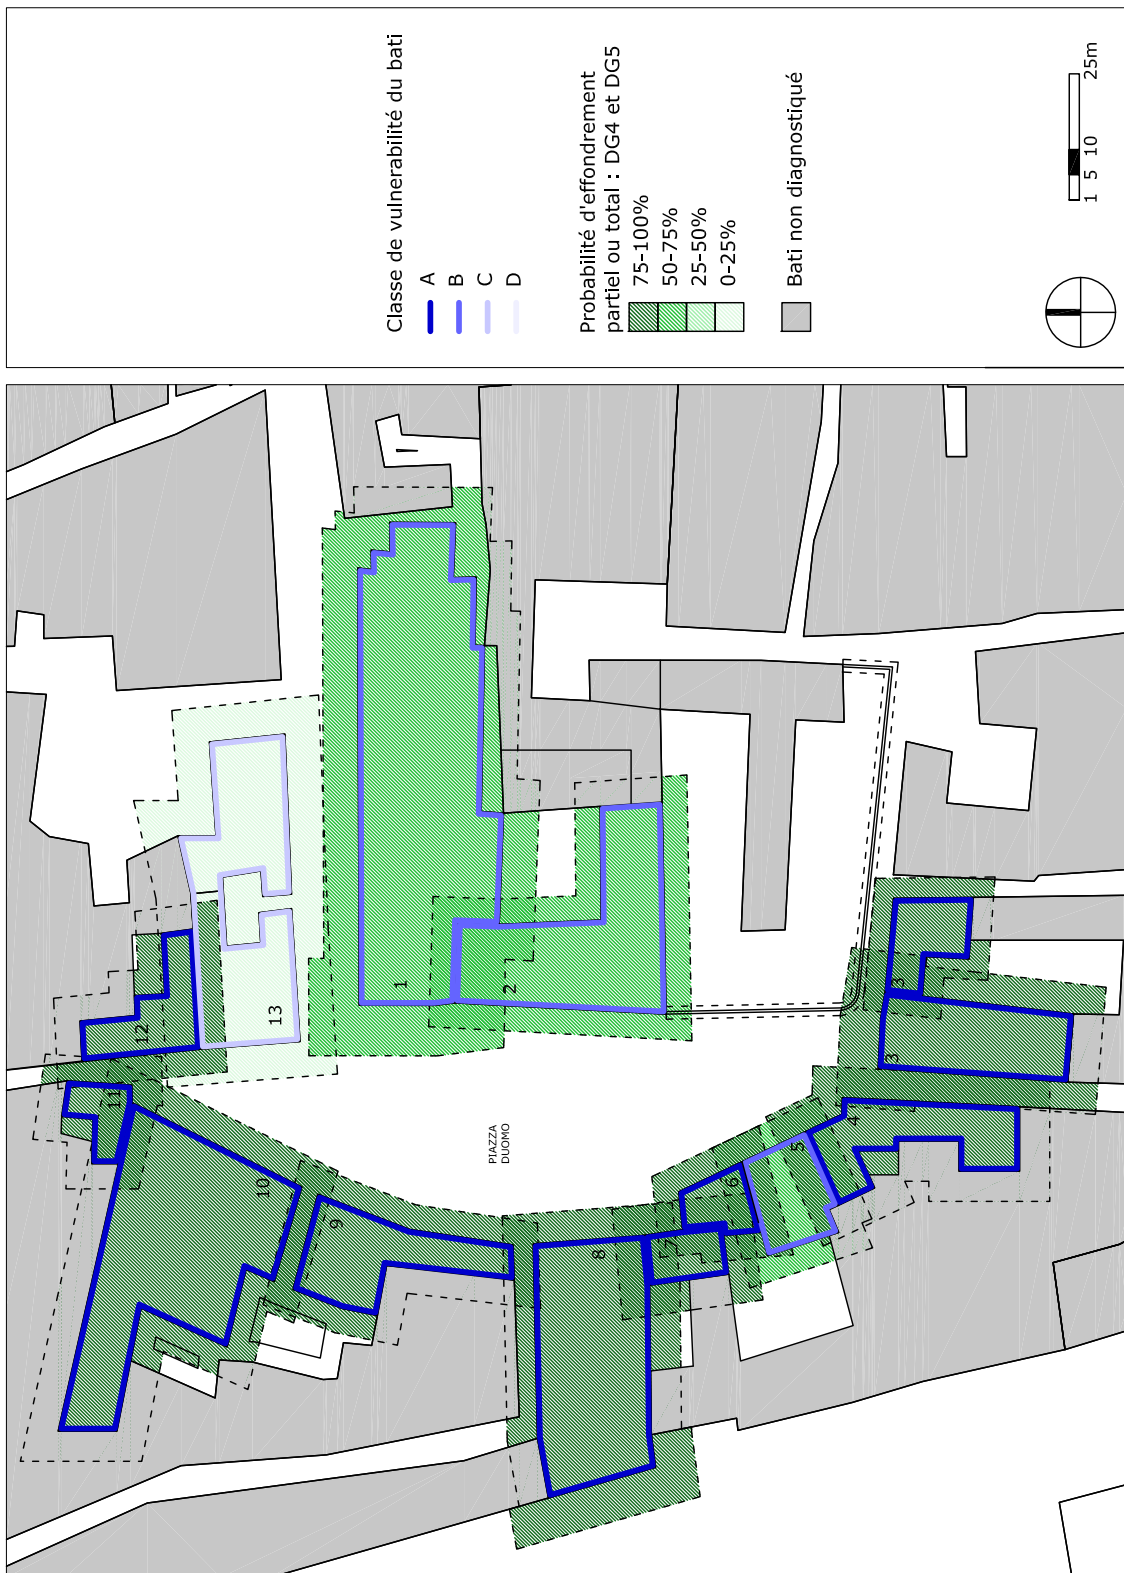 Classe de vulnerabilité du bati
A
B
C
D
Probabilité d'effondrement
partiel ou total : DG4 et DG5
75-100%
50-75%
25-50%
0-25%
Bati non diagnostiqué
1 5 10 25m
1
2
3
3
4
5
6
7
8
9
10
11
12
13
PIAZZA
DUOMO